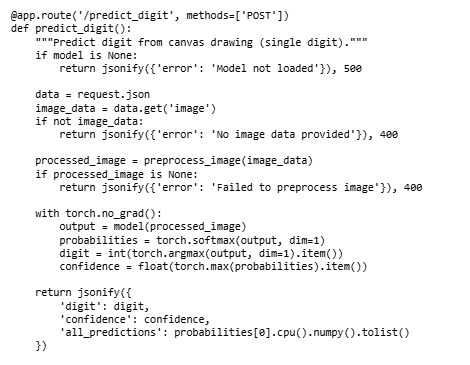 @app.route('/predict_digit', methods=['POST'])
def predict_digit():
    """Predict digit from canvas drawing (single digit)."""
    if model is None:
        return jsonify({'error': 'Model not loaded'}), 500

    data = request.json
    image_data = data.get('image')
    if not image_data:
        return jsonify({'error': 'No image data provided'}), 400

    processed_image = preprocess_image(image_data)
    if processed_image is None:
        return jsonify({'error': 'Failed to preprocess image'}), 400

    with torch.no_grad():
        output = model(processed_image)
        probabilities = torch.softmax(output, dim=1)
        digit = int(torch.argmax(output, dim=1).item())
        confidence = float(torch.max(probabilities).item())

    return jsonify({
        'digit': digit,
        'confidence': confidence,
        'all_predictions': probabilities[0].cpu().numpy().tolist()
    })